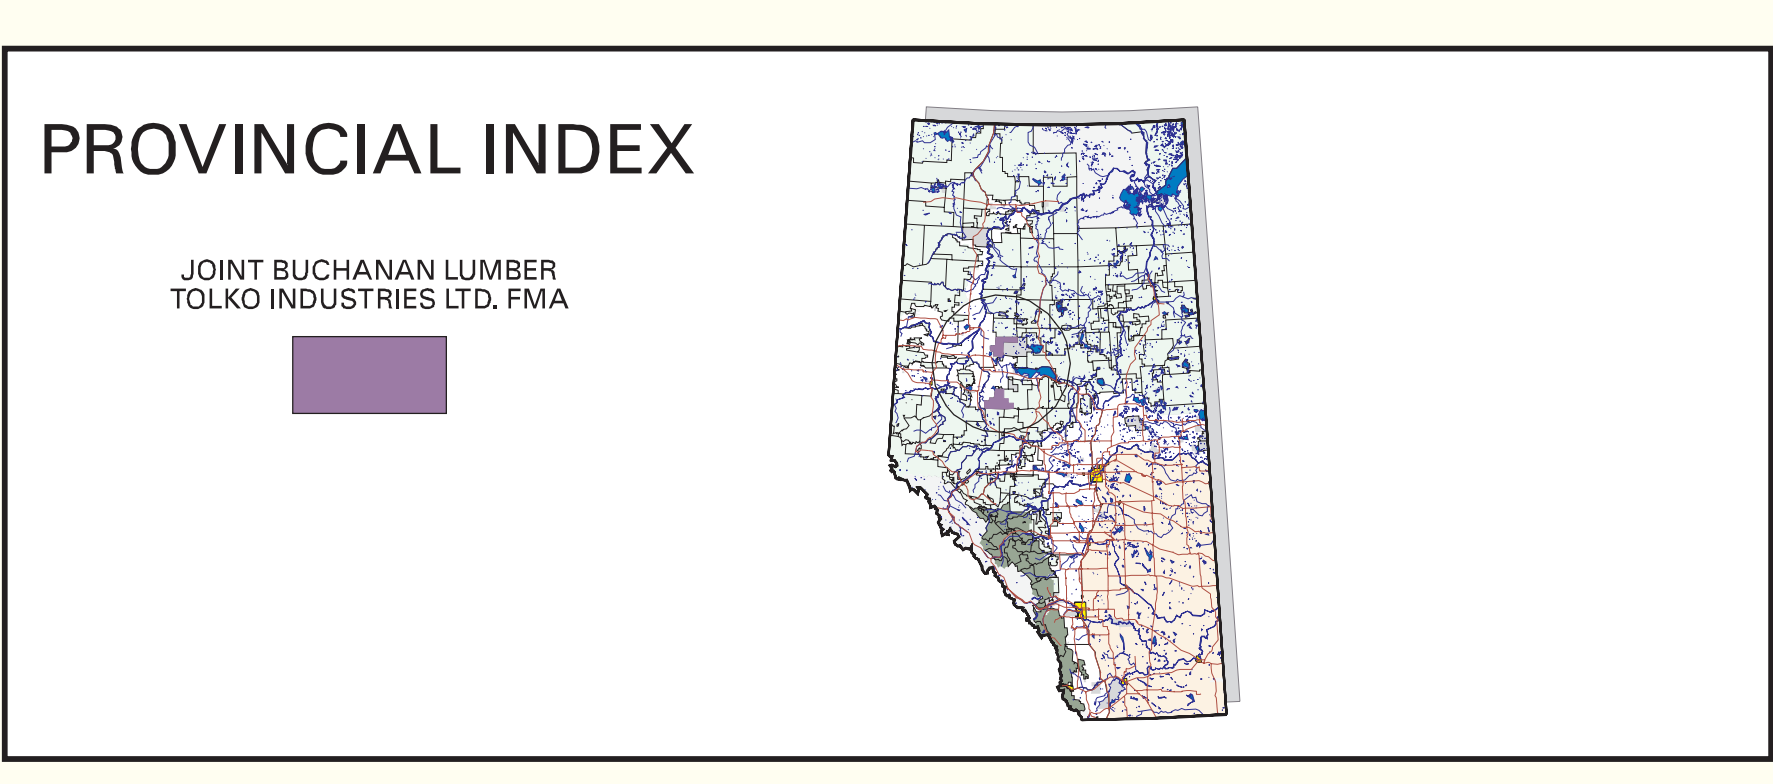 PROVINCIAL INDEX
JOINT BUCHANAN LUMBER
TOLKO INDUSTRIES LTD. FMA